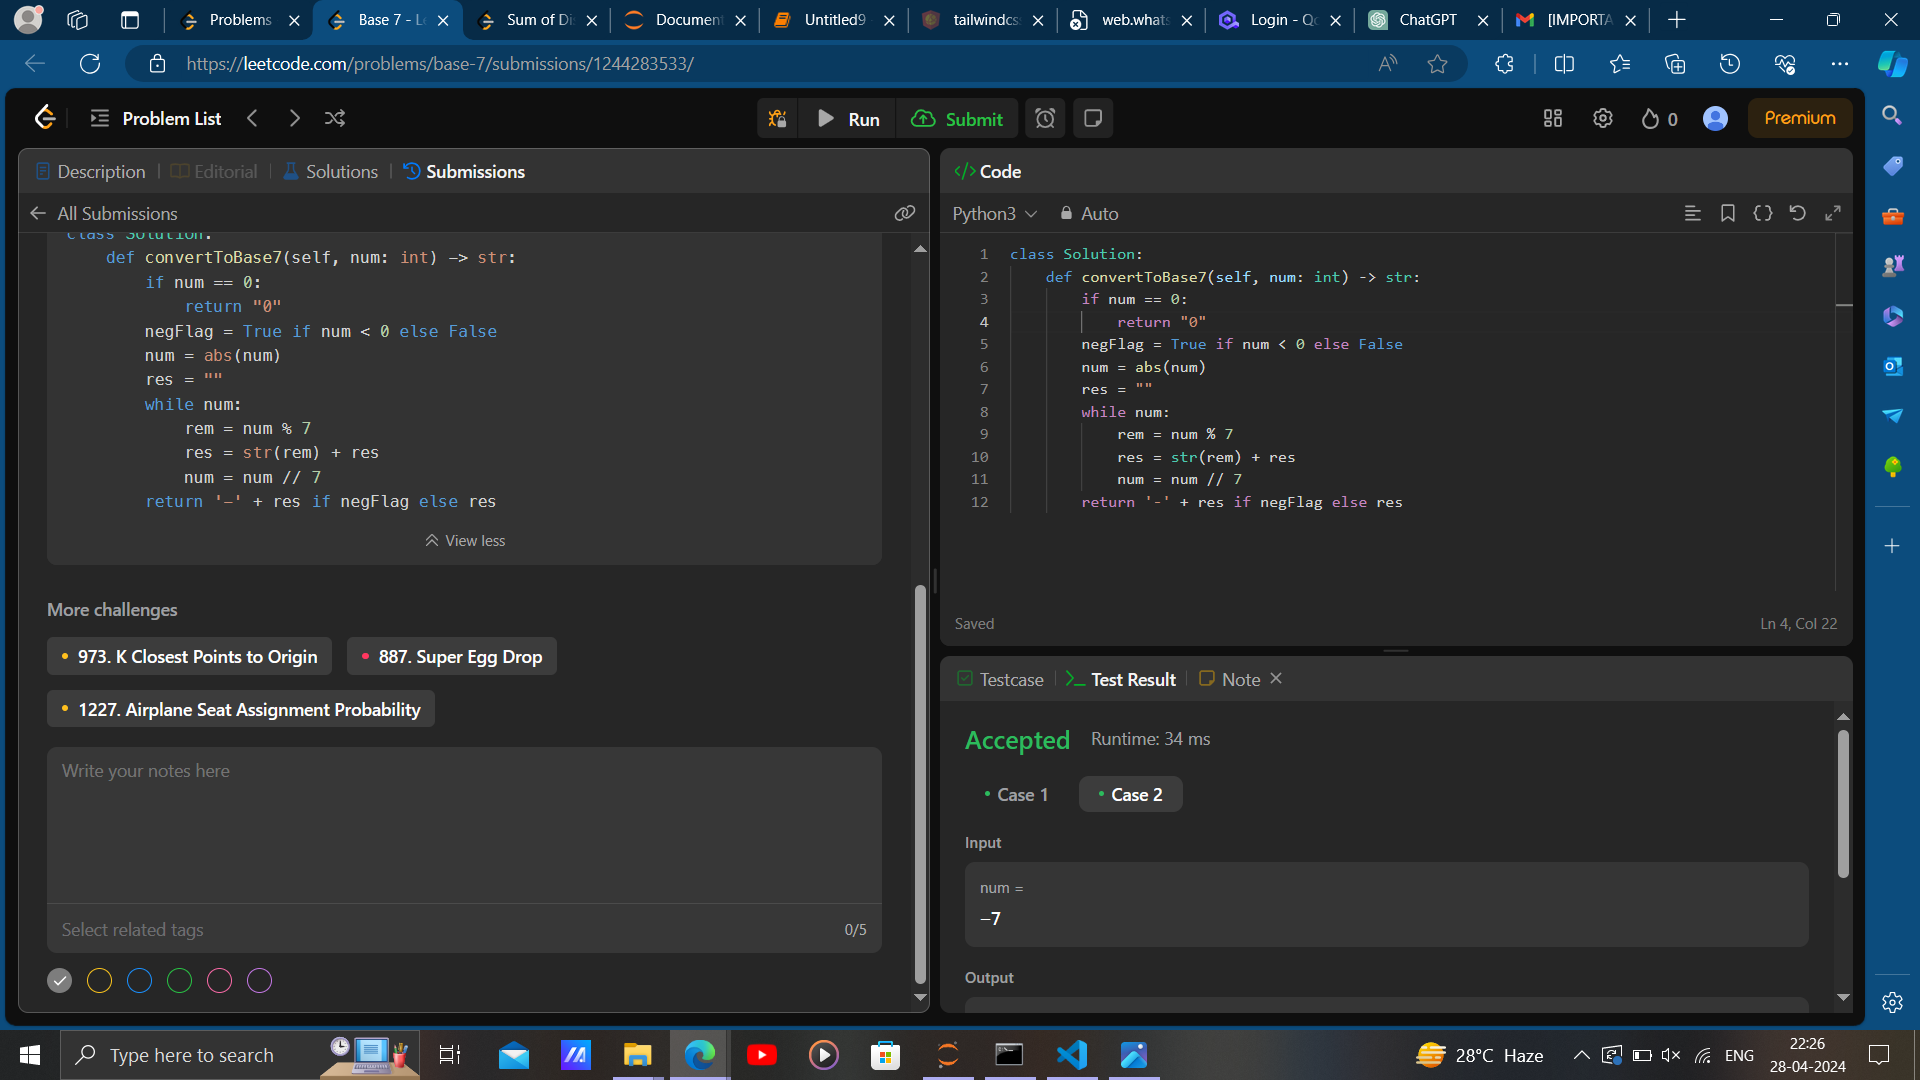 Problems
Base 7 - L
Sum of Di
Document
Untitled9
tailwindcs
web.whats
Login - Qc
ChatGPT
[IMPORTA
https://leetcode.com/problems/base-7/submissions/1244283533/
Problem List
Run
Submit
0
Premium
Description
Editorial
Solutions
Submissions
All Submissions
class Solution:
def convertToBase7(self, num: int) -> str:
if num == 0:
return "0"
negFlag = True if num < 0 else False
num = abs(num)
res = ""
while num:
rem = num % 7
res = str(rem) + res
num = num // 7
return '-' + res if negFlag else res
View less
More challenges
973. K Closest Points to Origin
887. Super Egg Drop
1227. Airplane Seat Assignment Probability
Write your notes here
Select related tags
0/5
Code
Python3
Auto
1 class Solution:
2 def convertToBase7(self, num: int) -> str:
3 if num == 0:
4 return "0"
5 negFlag = True if num < 0 else False
6 num = abs(num)
7 res = ""
8 while num:
9 rem = num % 7
10 res = str(rem) + res
11 num = num // 7
12 return '-' + res if negFlag else res
Saved
Ln 4, Col 22
Testcase
Test Result
Note
Accepted
Runtime: 34 ms
Case 1
Case 2
Input
num =
-7
Output
Type here to search
28°C Haze
ENG
22:26
28-04-2024